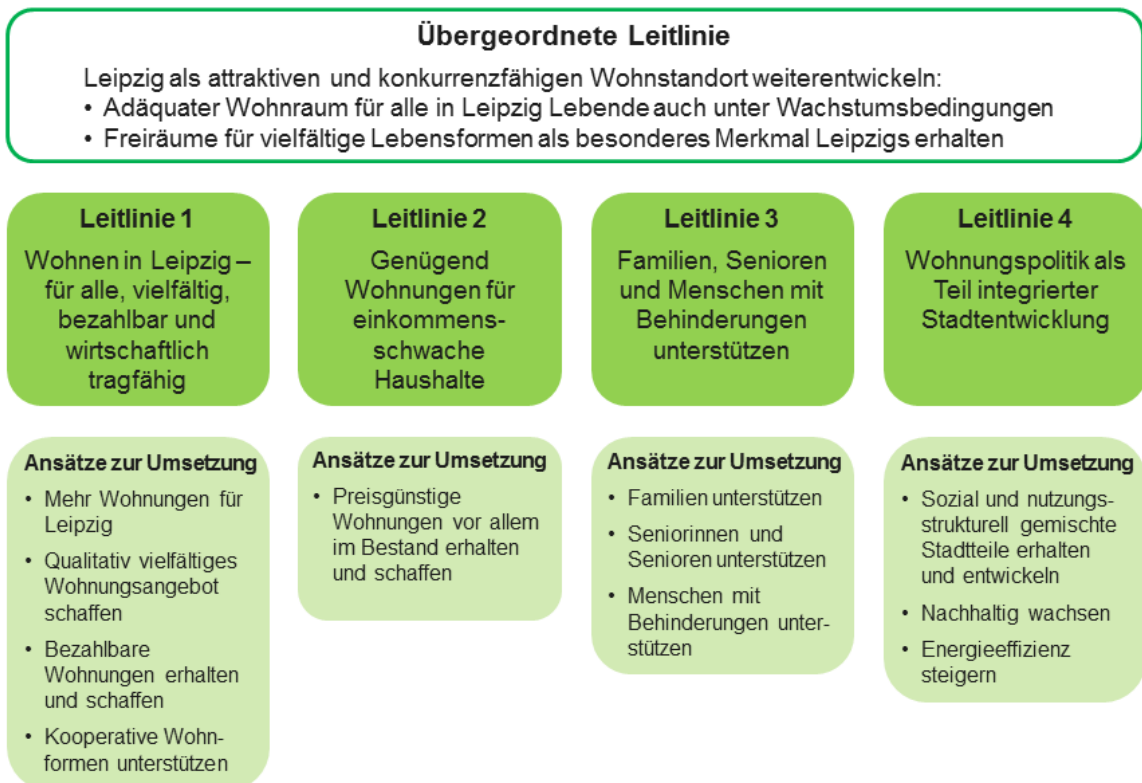 Übergeordnete Leitlinie
Leipzig als attraktiven und konkurrenzfähigen Wohnstandort weiterentwickeln:
• Adäquater Wohnraum für alle in Leipzig Lebende auch unter Wachstumsbedingungen
• Freiräume für vielfältige Lebensformen als besonderes Merkmal Leipzigs erhalten
Leitlinie 1
Wohnen in Leipzig –
für alle, vielfältig,
bezahlbar und
wirtschaftlich
tragfähig
Leitlinie 2
Genügend
Wohnungen für
einkommens-
schwache
Haushalte
Leitlinie 3
Familien, Senioren
und Menschen mit
Behinderungen
unterstützen
Leitlinie 4
Wohnungspolitik als
Teil integrierter
Stadtentwicklung
Ansätze zur Umsetzung
• Mehr Wohnungen für
Leipzig
• Qualitativ vielfältiges
Wohnungsangebot
schaffen
• Bezahlbare
Wohnungen erhalten
und schaffen
• Kooperative Wohn-
formen unterstützen
Ansätze zur Umsetzung
• Preisgünstige
Wohnungen vor allem
im Bestand erhalten
und schaffen
Ansätze zur Umsetzung
• Familien unterstützen
• Seniorinnen und
Senioren unterstützen
• Menschen mit
Behinderungen unter-
stützen
Ansätze zur Umsetzung
• Sozial und nutzungs-
strukturell gemischte
Stadtteile erhalten
und entwickeln
• Nachhaltig wachsen
• Energieeffizienz
steigern